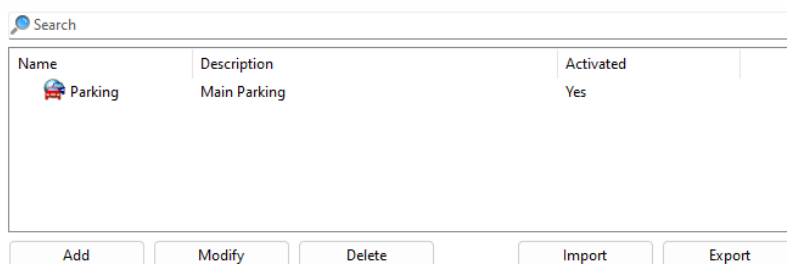 Search
Name Description Activated
Parking Main Parking Yes
Add Modify Delete Import Export